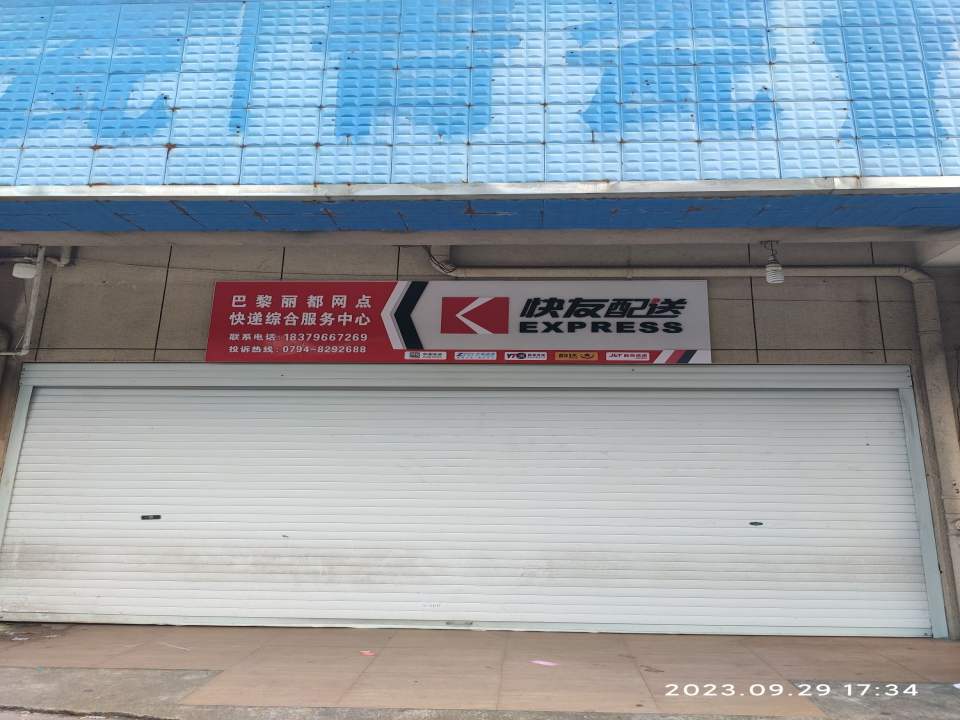 巴黎丽都网点
快递综合服务中心
联系电话: 18379667269
投诉热线: 0794-8292688
快友配送
EXPRESS
J&T
2023.09.29 17:34